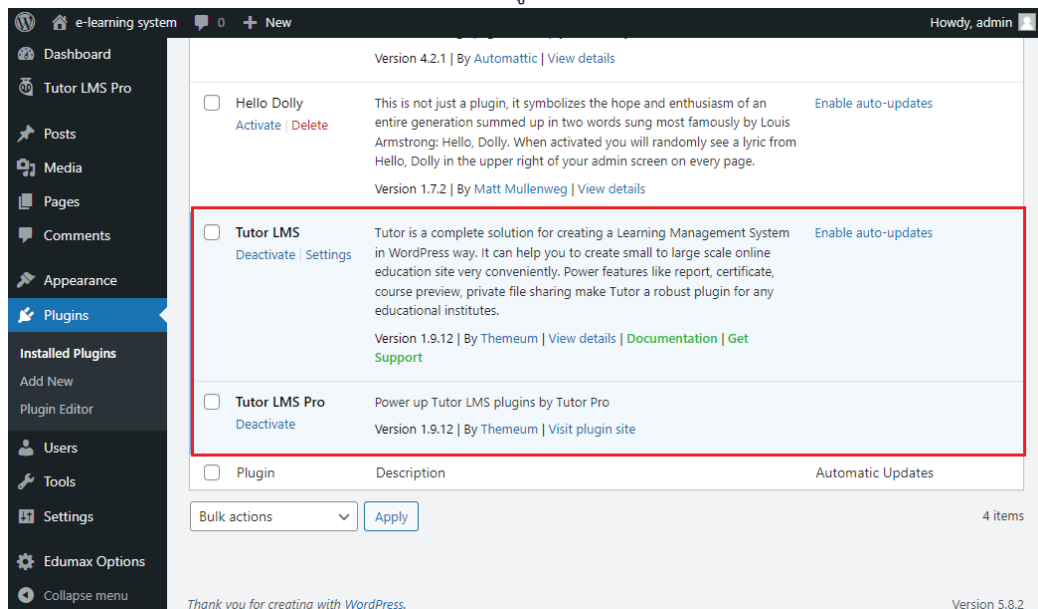 e-learning system 0 + New Howdy, admin
Dashboard
Tutor LMS Pro
Posts
Media
Pages
Comments
Appearance
Plugins
Installed Plugins
Add New
Plugin Editor
Users
Tools
Settings
Edumax Options
Collapse menu
Version 4.2.1 | By Automattic | View details
Hello Dolly
Activate | Delete
This is not just a plugin, it symbolizes the hope and enthusiasm of an
entire generation summed up in two words sung most famously by Louis
Armstrong: Hello, Dolly. When activated you will randomly see a lyric from
Hello, Dolly in the upper right of your admin screen on every page.
Version 1.7.2 | By Matt Mullenweg | View details
Enable auto-updates
Tutor LMS
Deactivate | Settings
Tutor is a complete solution for creating a Learning Management System
in WordPress way. It can help you to create small to large scale online
education site very conveniently. Power features like report, certificate,
course preview, private file sharing make Tutor a robust plugin for any
educational institutes.
Version 1.9.12 | By Themeum | View details | Documentation | Get
Support
Enable auto-updates
Tutor LMS Pro
Deactivate
Power up Tutor LMS plugins by Tutor Pro
Version 1.9.12 | By Themeum | Visit plugin site
Plugin Description Automatic Updates
Bulk actions Apply 4 items
Thank you for creating with WordPress. Version 5.8.2